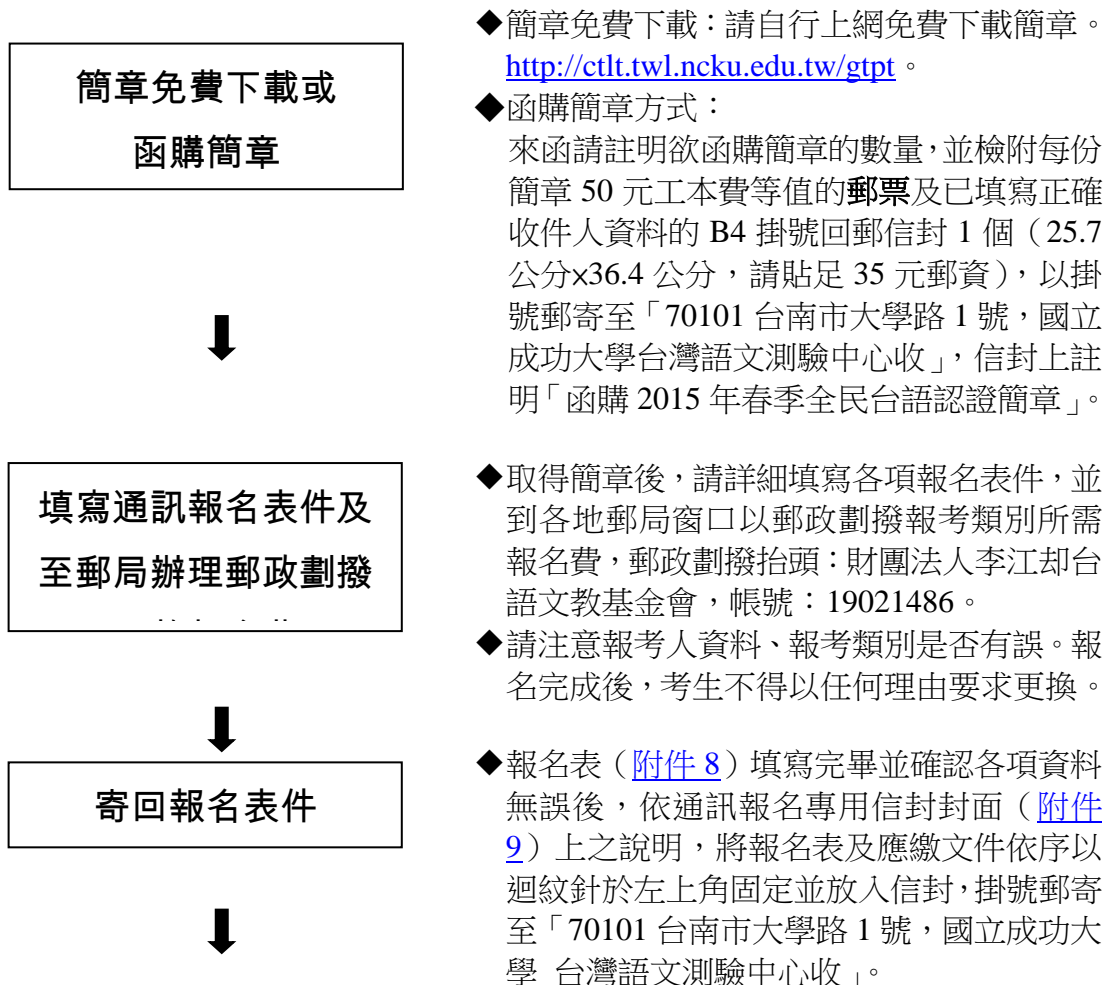 簡章免費下載或
函購簡章
◆簡章免費下載：請自行上網免費下載簡章。
http://ctlt.twl.ncku.edu.tw/gtpt。
◆函購簡章方式：
來函請註明欲函購簡章的數量，並檢附每份
簡章 50 元工本費等值的郵票及已填寫正確
收件人資料的 B4 掛號回郵信封 1 個（25.7
公分×36.4 公分，請貼足 35 元郵資），以掛
號郵寄至「70101 台南市大學路 1 號，國立
成功大學台灣語文測驗中心收」，信封上註
明「函購 2015 年春季全民台語認證簡章」。
填寫通訊報名表件及
至郵局辦理郵政劃撥
◆取得簡章後，請詳細填寫各項報名表件，並
到各地郵局窗口以郵政劃撥報考類別所需
報名費，郵政劃撥抬頭：財團法人李江却台
語文教基金會，帳號：19021486。
◆請注意報考人資料、報考類別是否有誤。報
名完成後，考生不得以任何理由要求更換。
寄回報名表件
◆報名表（附件 8）填寫完畢並確認各項資料
無誤後，依通訊報名專用信封封面（附件
9）上之說明，將報名表及應繳文件依序以
迴紋針於左上角固定並放入信封，掛號郵寄
至「70101 台南市大學路 1 號，國立成功大
學 台灣語文測驗中心收」。